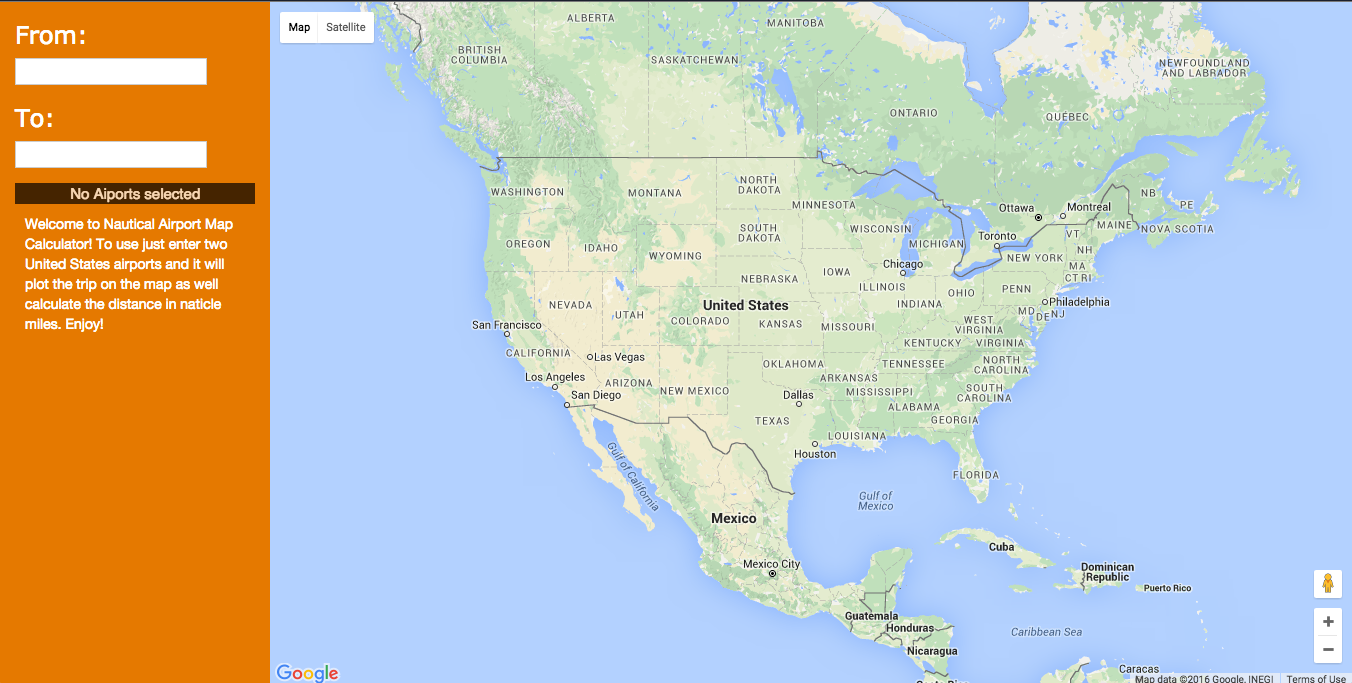 From:
To:
No Aiports selected
Welcome to Nautical Airport Map
Calculator! To use just enter two
United States airports and it will
plot the trip on the map as well
calculate the distance in naticle
miles. Enjoy!
Map Satellite
ALBERTA
MANITOBA
BRITISH
COLUMBIA
SASKATCHEWAN
NEWFOUNDLAND
AND LABRADOR
ONTARIO
QUÉBEC
WASHINGTON
MONTANA
NORTH
DAKOTA
MINNESOTA
Ottawa
Montreal
NB
PE
MAINE
NOVA SCOTIA
OREGON
IDAHO
WYOMING
SOUTH
DAKOTA
WISCONSIN
MICHIGAN
Toronto
VT
NH
NEW YORK
MA
CT RI
Chicago
IOWA
NEBRASKA
ILLINOIS
INDIANA
OHIO
PENN
Philadelphia
MD
DE
NJ
NEVADA
UTAH
United States
COLORADO
KANSAS
MISSOURI
WEST
VIRGINIA
KENTUCKY
VIRGINIA
San Francisco
CALIFORNIA
Las Vegas
OKLAHOMA
TENNESSEE
NORTH
CAROLINA
Los Angeles
ARIZONA
NEW MEXICO
ARKANSAS
MISSISSIPPI
SOUTH
CAROLINA
San Diego
Dallas
ALABAMA
TEXAS
GEORGIA
LOUISIANA
Houston
FLORIDA
Gulf of California
Gulf of
Mexico
Mexico
Mexico City
Cuba
Dominican
Republic
Puerto Rico
Guatemala
Honduras
Nicaragua
Caribbean Sea
Caracas
Costa Rica
+
−
Google
Map data ©2016 Google, INEGI Terms of Use